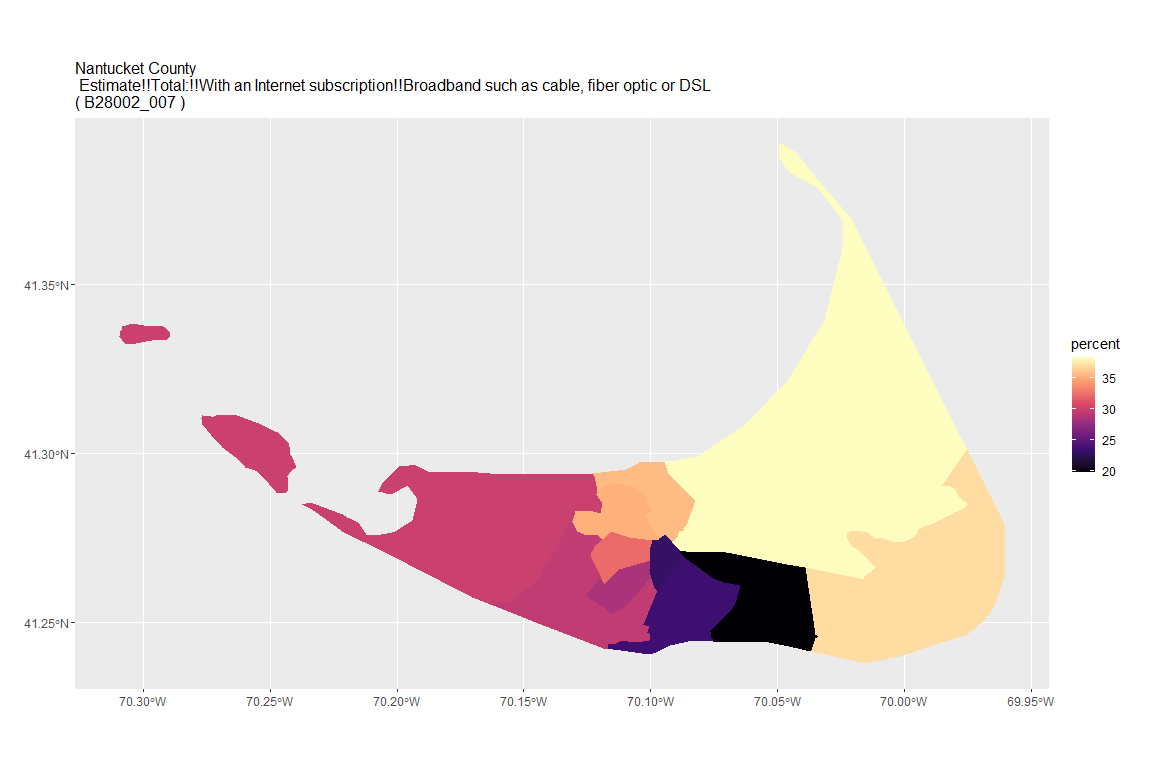 Nantucket County
Estimate!!Total:!!With an Internet subscription!!Broadband such as cable, fiber optic or DSL
( B28002_007 )
41.35°N
41.30°N
41.25°N
70.30°W
70.25°W
70.20°W
70.15°W
70.10°W
70.05°W
70.00°W
69.95°W
percent
35
30
25
20